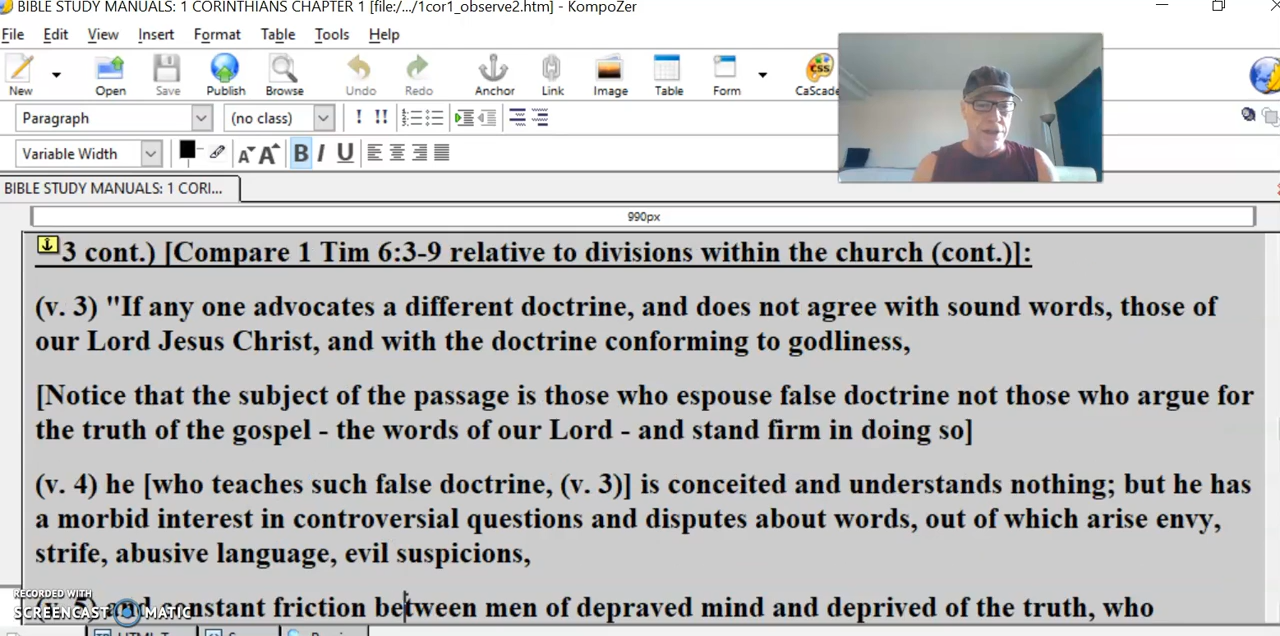 BIBLE STUDY MANUALS: 1 CORINTHIANS CHAPTER 1 [file:/.../1cor1_observe2.htm] - KompoZer
File Edit View Insert Format Table Tools Help
New Open Save Publish Browse Undo Redo Anchor Link Image Table Form CaScade
Paragraph (no class) ! !!
Variable Width A A B I U
BIBLE STUDY MANUALS: 1 CORI...
990px
3 cont.) [Compare 1 Tim 6:3-9 relative to divisions within the church (cont.)]:
(v. 3) "If any one advocates a different doctrine, and does not agree with sound words, those of
our Lord Jesus Christ, and with the doctrine conforming to godliness,
[Notice that the subject of the passage is those who espouse false doctrine not those who argue for
the truth of the gospel - the words of our Lord - and stand firm in doing so]
(v. 4) he [who teaches such false doctrine, (v. 3)] is conceited and understands nothing; but he has
a morbid interest in controversial questions and disputes about words, out of which arise envy,
strife, abusive language, evil suspicions,
RECORDED WITH
SCREENCAST MATIC
(v. 5) and constant friction between men of depraved mind and deprived of the truth, who